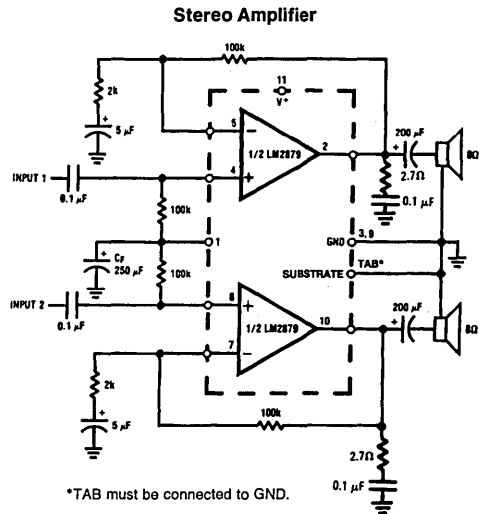 Stereo Amplifier
100k
11
V+
2k
5 µF
5
1/2 LM2879
2
200 µF
8Ω
2.7Ω
0.1 µF
INPUT 1
0.1 µF
4
100k
CF
250 µF
1
3, 9
GND
TAB*
SUBSTRATE
100k
INPUT 2
0.1 µF
8
1/2 LM2879
10
200 µF
8Ω
7
2k
5 µF
100k
2.7Ω
0.1 µF
*TAB must be connected to GND.